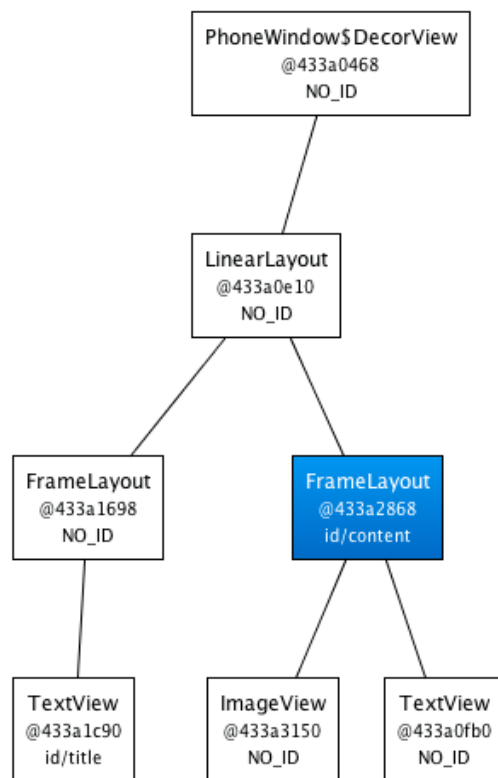 PhoneWindow$DecorView
@433a0468
NO_ID
LinearLayout
@433a0e10
NO_ID
FrameLayout
@433a1698
NO_ID
FrameLayout
@433a2868
id/content
TextView
@433a1c90
id/title
ImageView
@433a3150
NO_ID
TextView
@433a0fb0
NO_ID